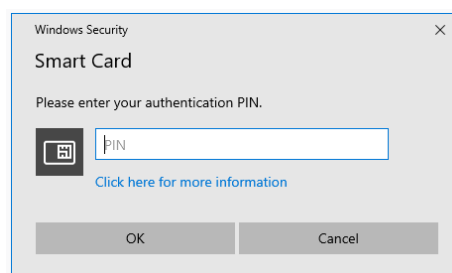 Windows Security
Smart Card
Please enter your authentication PIN.
PIN
Click here for more information
OK
Cancel